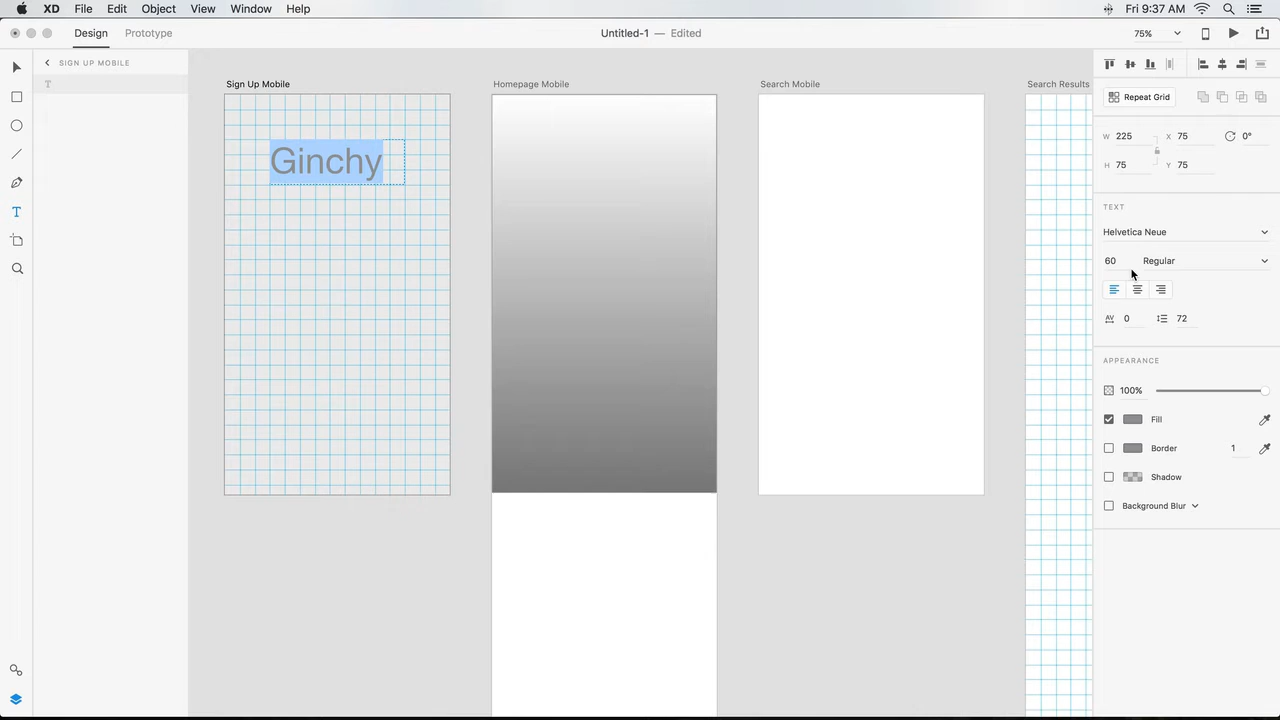 XD File Edit Object View Window Help Fri 9:37 AM
Design Prototype Untitled-1 — Edited 75%
SIGN UP MOBILE
T
Sign Up Mobile Homepage Mobile Search Mobile Search Results
Ginchy
Repeat Grid
W 225 X 75 0°
H 75 Y 75
TEXT
Helvetica Neue
60 Regular
AV 0 72
APPEARANCE
100%
Fill
Border 1
Shadow
Background Blur